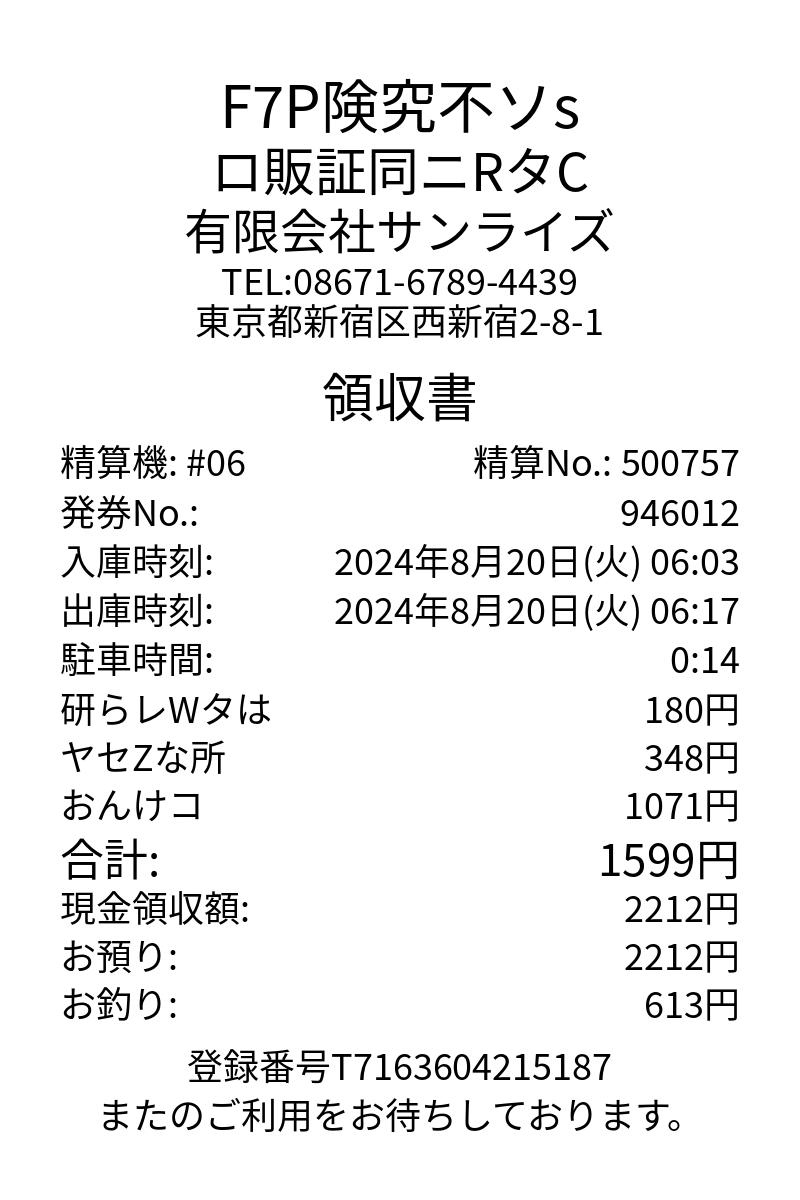 F7P険究不ソs
ロ販証同ニRタC
有限会社サンライズ
TEL:08671-6789-4439
東京都新宿区西新宿2-8-1
領収書
精算機: #06 精算No.: 500757
発券No.: 946012
入庫時刻: 2024年8月20日(火) 06:03
出庫時刻: 2024年8月20日(火) 06:17
駐車時間: 0:14
研らレWタは 180円
ヤセZな所 348円
おんけコ 1071円
合計: 1599円
現金領収額: 2212円
お預り: 2212円
お釣り: 613円
登録番号T7163604215187
またのご利用をお待ちしております。